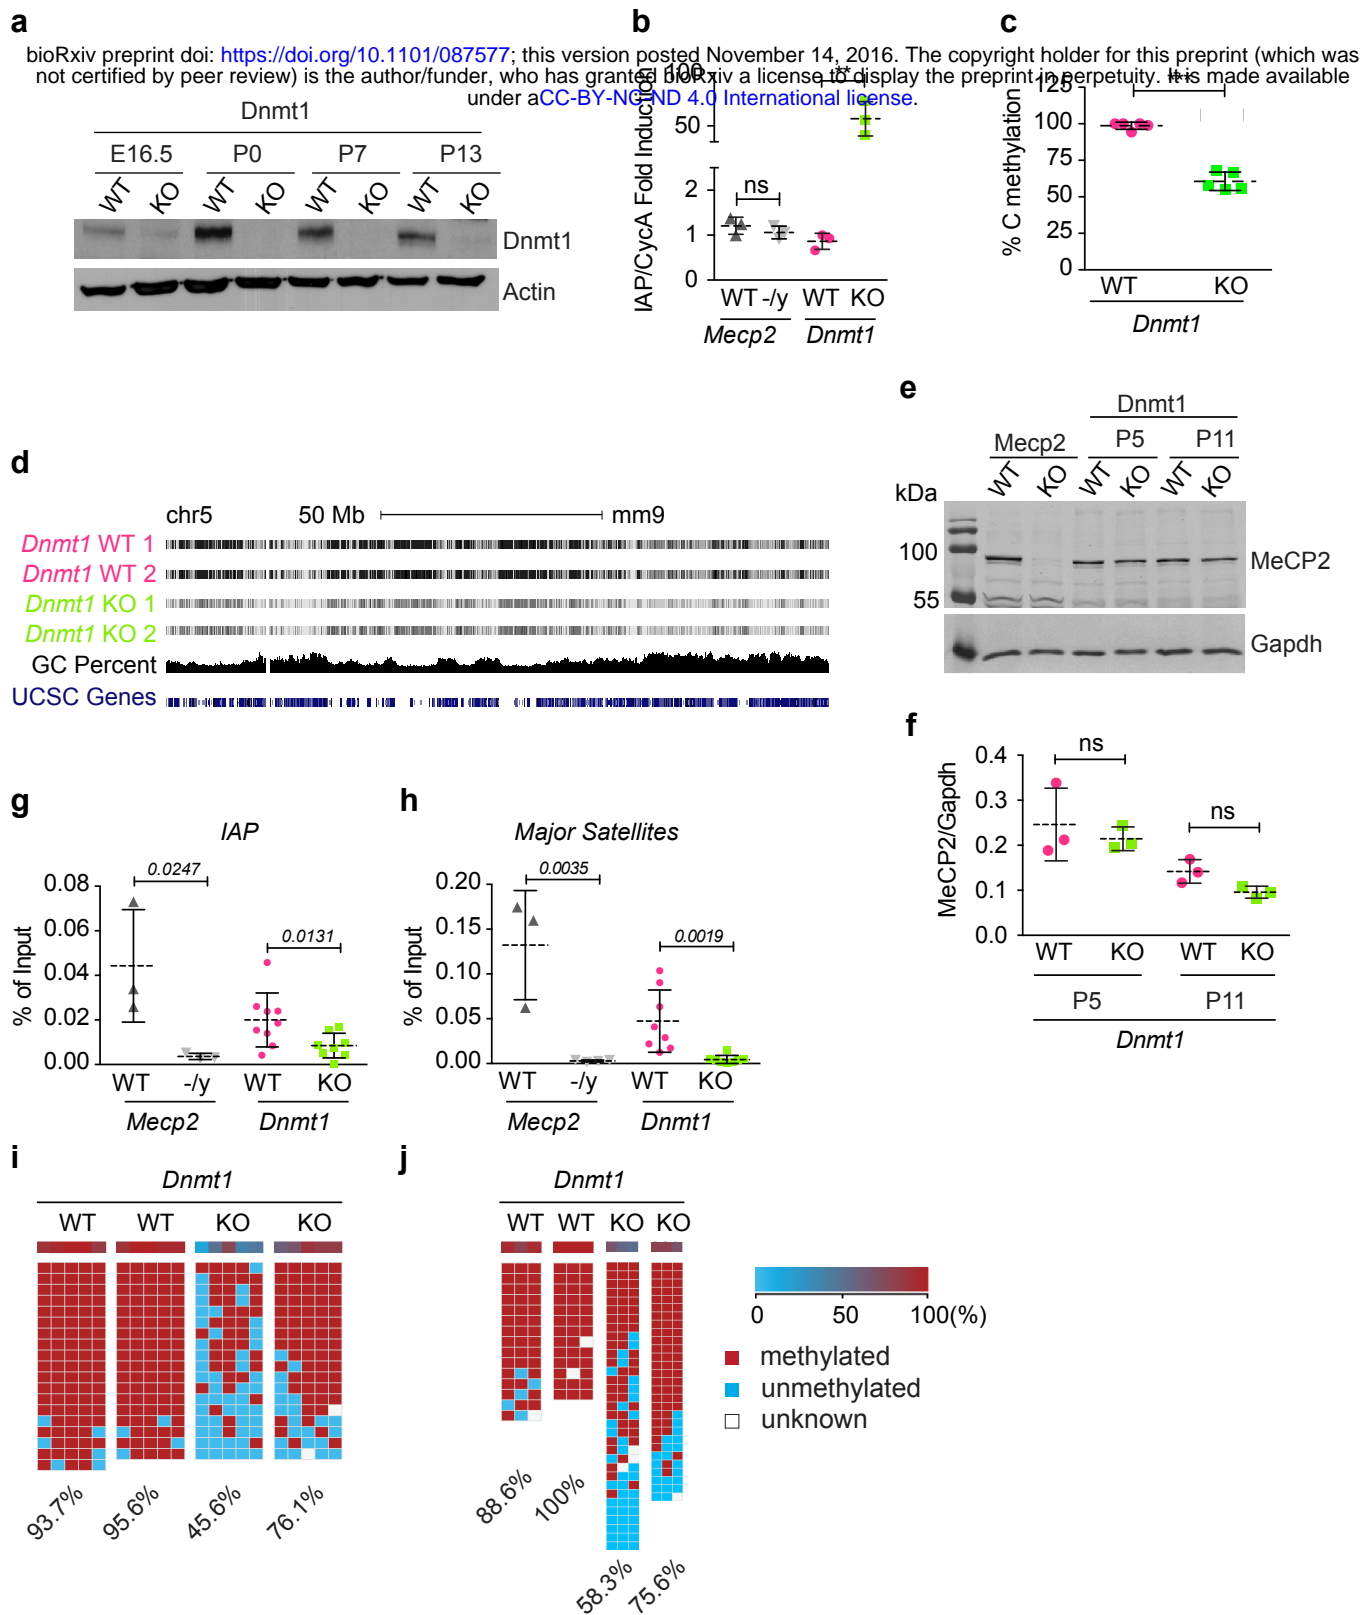 a
b
c
bioRxiv preprint doi: https://doi.org/10.1101/087577; this version posted November 14, 2016. The copyright holder for this preprint (which was
not certified by peer review) is the author/funder, who has granted bioRxiv a license to display the preprint in perpetuity. It is made available
under aCC-BY-NC-ND 4.0 International license.
Dnmt1
E16.5 P0 P7 P13
WT KO WT KO WT KO WT KO
Dnmt1
Actin
IAP/CycA Fold Induction
100
50
2
1
0
**
ns
WT -/y WT KO
Mecp2 Dnmt1
% C methylation
125
100
75
50
25
0
WT KO
Dnmt1
d
chr5 50 Mb mm9
Dnmt1 WT 1
Dnmt1 WT 2
Dnmt1 KO 1
Dnmt1 KO 2
GC Percent
UCSC Genes
e
Dnmt1
Mecp2 P5 P11
WT KO WT KO WT KO
kDa
100
55
MeCP2
Gapdh
f
MeCP2/Gapdh
0.4
0.3
0.2
0.1
0.0
ns
ns
WT KO WT KO
P5 P11
Dnmt1
g
IAP
% of Input
0.08
0.06
0.04
0.02
0.00
0.0247
0.0131
WT -/y WT KO
Mecp2 Dnmt1
h
Major Satellites
% of Input
0.20
0.15
0.10
0.05
0.00
0.0035
0.0019
WT -/y WT KO
Mecp2 Dnmt1
i
Dnmt1
WT WT KO KO
93.7% 95.6% 45.6% 76.1%
j
Dnmt1
WT WT KO KO
88.6% 100% 58.3% 75.6%
0 50 100(%)
methylated
unmethylated
unknown